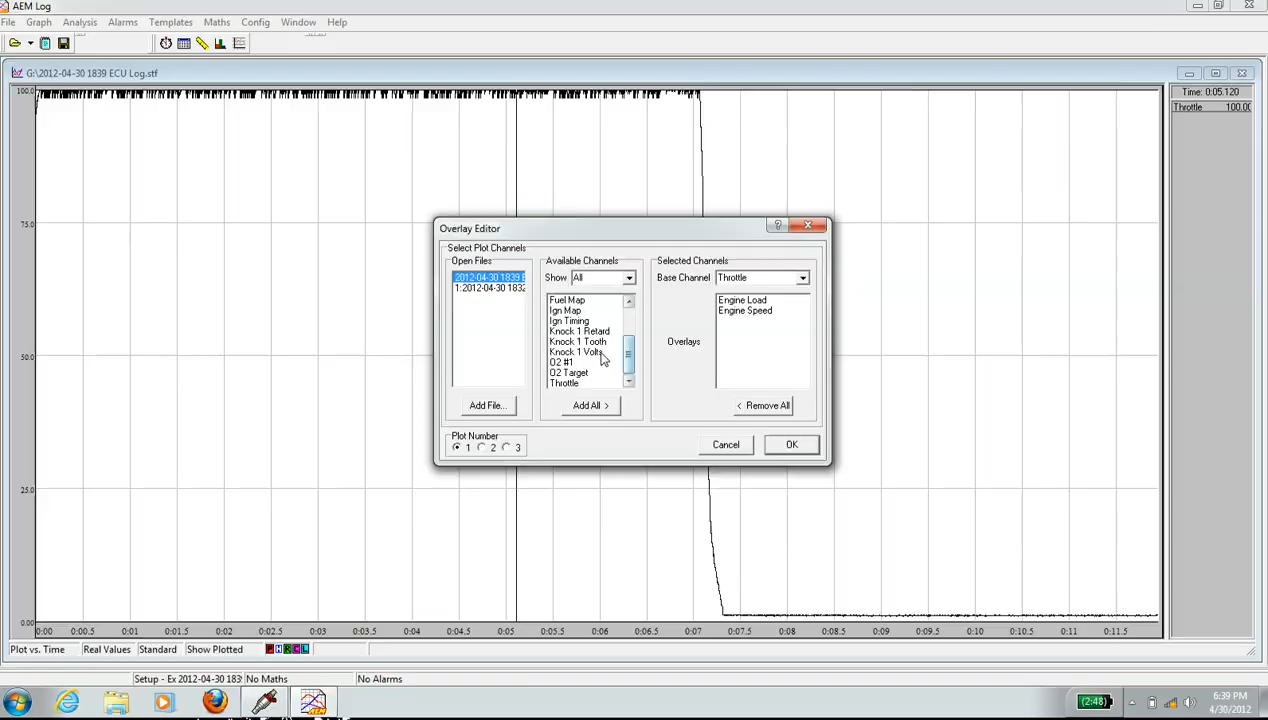 AEM Log
File Graph Analysis Alarms Templates Maths Config Window Help
G:\2012-04-30 1839 ECU Log.stf
100.0
75.0
50.0
25.0
0.00
Time: 0:05.120
Throttle 100.0(
Overlay Editor
Select Plot Channels
Open Files
2012-04-30 1839 E
1:2012-04-30 1832
Add File...
Available Channels
Show All
Fuel Map
Ign Map
Ign Timing
Knock 1 Retard
Knock 1 Tooth
Knock 1 Volts
O2 #1
O2 Target
Throttle
Add All >
Selected Channels
Base Channel Throttle
Overlays
Engine Load
Engine Speed
< Remove All
Plot Number
1 2 3
Cancel OK
0:00 0:00.5 0:01 0:01.5 0:02 0:02.5 0:03 0:03.5 0:04 0:04.5 0:05 0:05.5 0:06 0:06.5 0:07 0:07.5 0:08 0:08.5 0:09 0:09.5 0:10 0:10.5 0:11 0:11.5
Plot vs. Time Real Values Standard Show Plotted P H R C L
Setup - Ex 2012-04-30 183 No Maths No Alarms
AEM
(2:48)
6:39 PM
4/30/2012